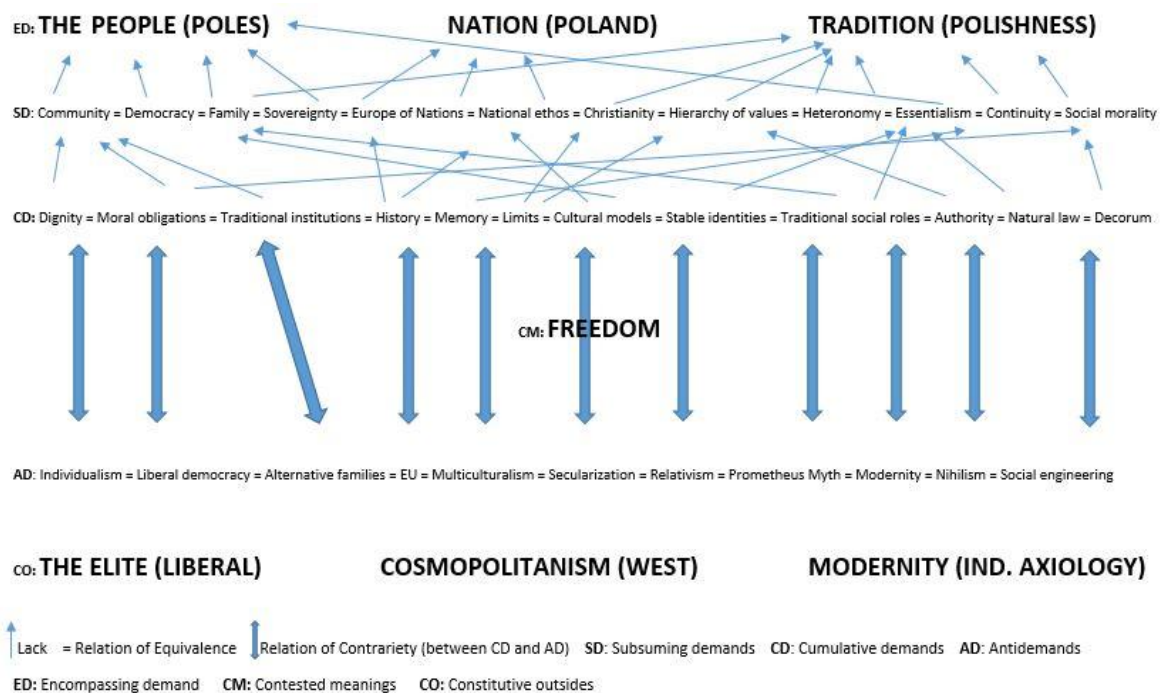 ED: THE PEOPLE (POLES) NATION (POLAND) TRADITION (POLISHNESS)
SD: Community = Democracy = Family = Sovereignty = Europe of Nations = National ethos = Christianity = Hierarchy of values = Heteronomy = Essentialism = Continuity = Social morality
CD: Dignity = Moral obligations = Traditional institutions = History = Memory = Limits = Cultural models = Stable identities = Traditional social roles = Authority = Natural law = Decorum
CM: FREEDOM
AD: Individualism = Liberal democracy = Alternative families = EU = Multiculturalism = Secularization = Relativism = Prometheus Myth = Modernity = Nihilism = Social engineering
CO: THE ELITE (LIBERAL) COSMOPOLITANISM (WEST) MODERNITY (IND. AXIOLOGY)
Lack = Relation of Equivalence Relation of Contrariety (between CD and AD) SD: Subsuming demands CD: Cumulative demands AD: Antidemands
ED: Encompassing demand CM: Contested meanings CO: Constitutive outsides